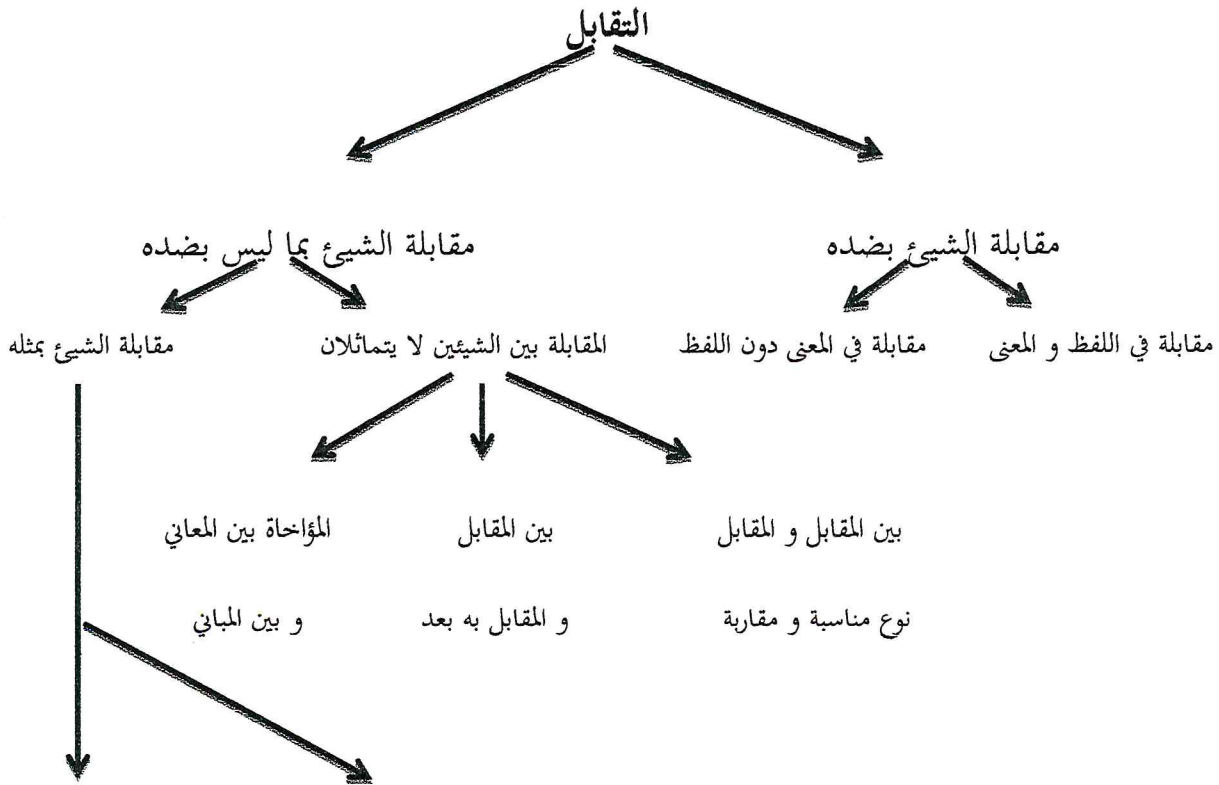 التقابل
مقابلة الشيئ بضده
مقابلة الشيئ بما ليس بضده
مقابلة في اللفظ و المعنى
مقابلة في المعنى دون اللفظ
المقابلة بين الشيئين لا يتماثلان
مقابلة الشيئ بمثله
بين المقابل و المقابل
نوع مناسبة و مقاربة
بين المقابل
و المقابل به بعد
المؤاخاة بين المعاني
و بين المباني